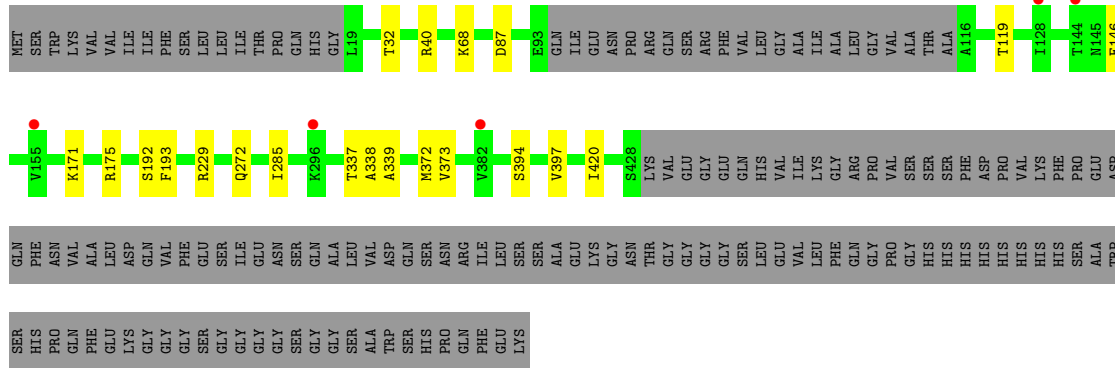 MET SER TRP LYS VAL VAL ILE ILE PHE SER LEU LEU ILE THR PRO GLN HIS GLY L19 T32 R40 K68 D87 E93 GLN ILE GLU ASN PRO ARG GLN SER ARG PHE VAL LEU GLY ALA ILE ALA LEU GLY VAL ALA THR ALA A116 T119 I128 T144 N145 E146
V155 K171 R175 S192 F193 R229 Q272 I285 K296 T337 A338 A339 M372 V373 V382 S394 V397 I420 S428 LYS VAL GLU GLY GLU GLN HIS VAL ILE LYS GLY ARG PRO VAL SER SER SER PHE ASP PRO VAL LYS PHE PRO GLU ASP
GLN PHE ASN VAL ALA LEU ASP GLN VAL PHE GLU SER ILE GLU ASN SER GLN ALA LEU VAL ASP GLN SER ASN ARG ILE LEU SER SER ALA GLU LYS GLY ASN THR GLY GLY GLY GLY SER LEU GLU VAL LEU PHE GLN GLY PRO GLY HIS HIS HIS HIS HIS HIS HIS HIS SER ALA TRP
SER HIS PRO GLN PHE GLU LYS GLY GLY GLY SER GLY GLY GLY GLY SER GLY GLY SER ALA TRP SER HIS PRO GLN PHE GLU LYS